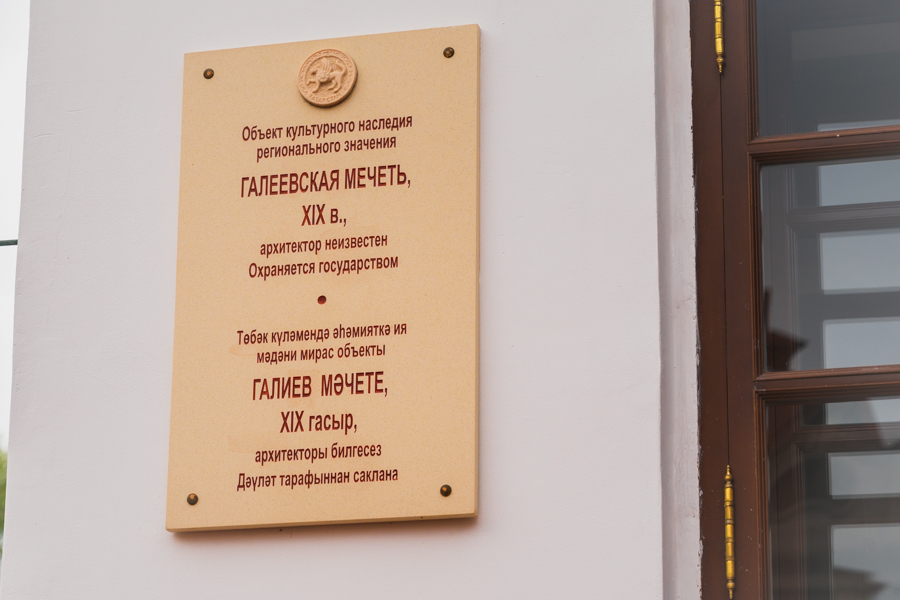 Объект культурного наследия
регионального значения
ГАЛЕЕВСКАЯ МЕЧЕТЬ,
XIX в.,
архитектор неизвестен
Охраняется государством
Төбәк күләмендә әһәмияткә ия
мәдәни мирас объекты
ГАЛИЕВ МӘЧЕТЕ,
XIX гасыр,
архитекторы билгесез
Дәүләт тарафыннан саклана